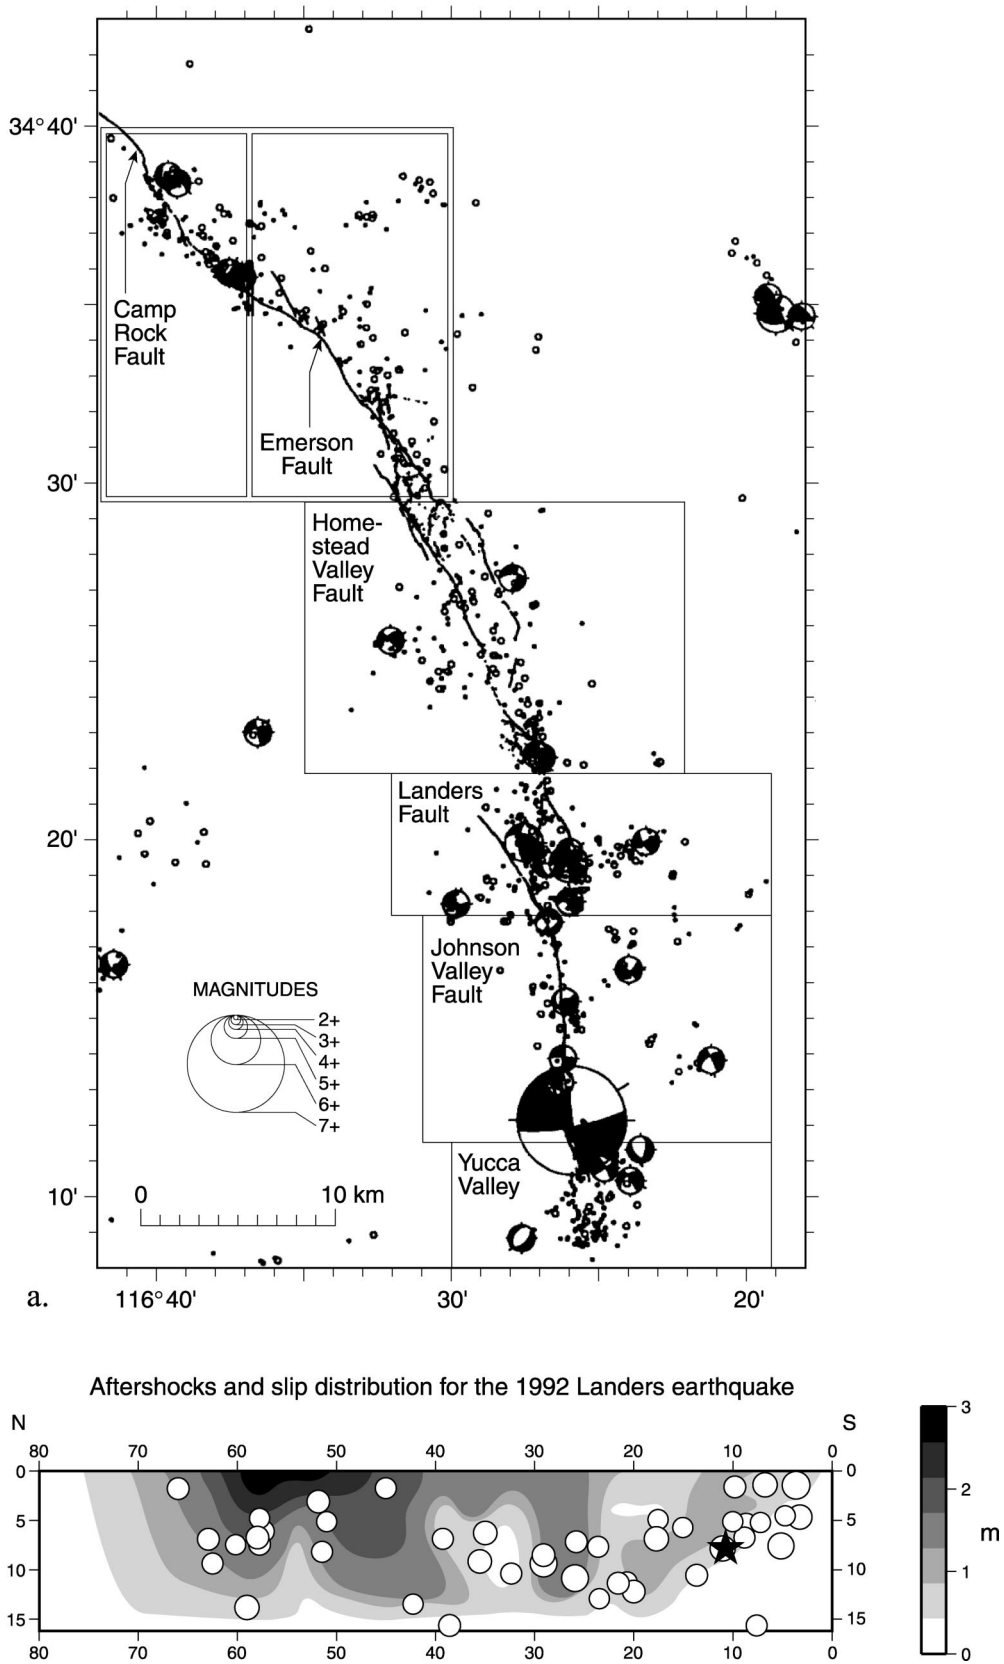 34°40'
Camp
Rock
Fault
Emerson
Fault
30'
Home-
stead
Valley
Fault
Landers
Fault
20'
Johnson
Valley
Fault
MAGNITUDES
2+
3+
4+
5+
6+
7+
Yucca
Valley
0 10 km
10'
a. 116°40' 30' 20'
Aftershocks and slip distribution for the 1992 Landers earthquake
N S
80 70 60 50 40 30 20 10 0
0 0
5 5
10 10
15 15
80 70 60 50 40 30 20 10 0
3
2
m
1
0